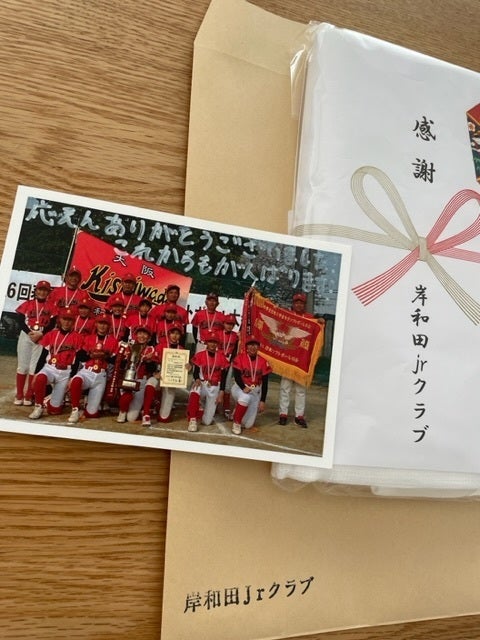 応えんありがとうございました。
これからもがんばります
大阪
Kishiwada
感謝
岸和田jrクラブ
岸和田Jrクラブ